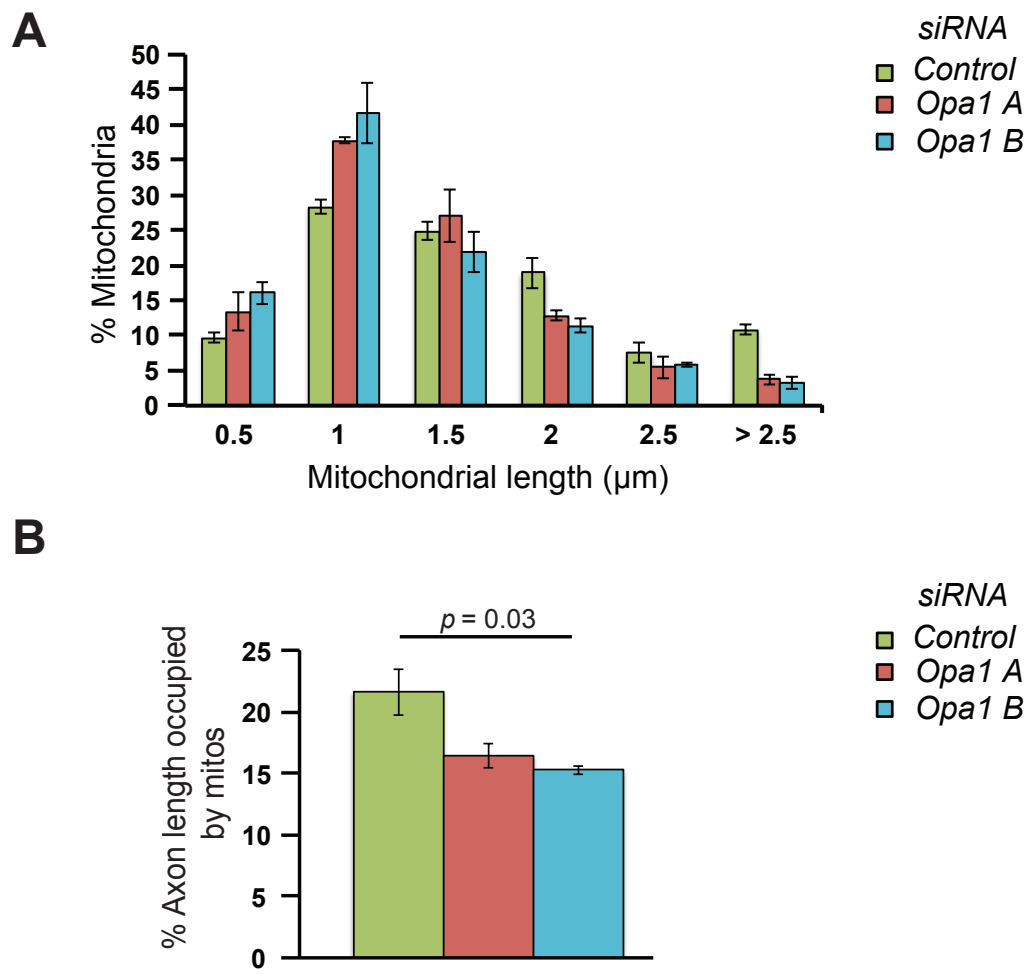 A
siRNA
Control
Opa1 A
Opa1 B
50
45
40
35
30
25
20
15
10
5
0
% Mitochondria
0.5 1 1.5 2 2.5 > 2.5
Mitochondrial length (µm)
B
siRNA
Control
Opa1 A
Opa1 B
p = 0.03
25
20
15
10
5
0
% Axon length occupied
by mitos